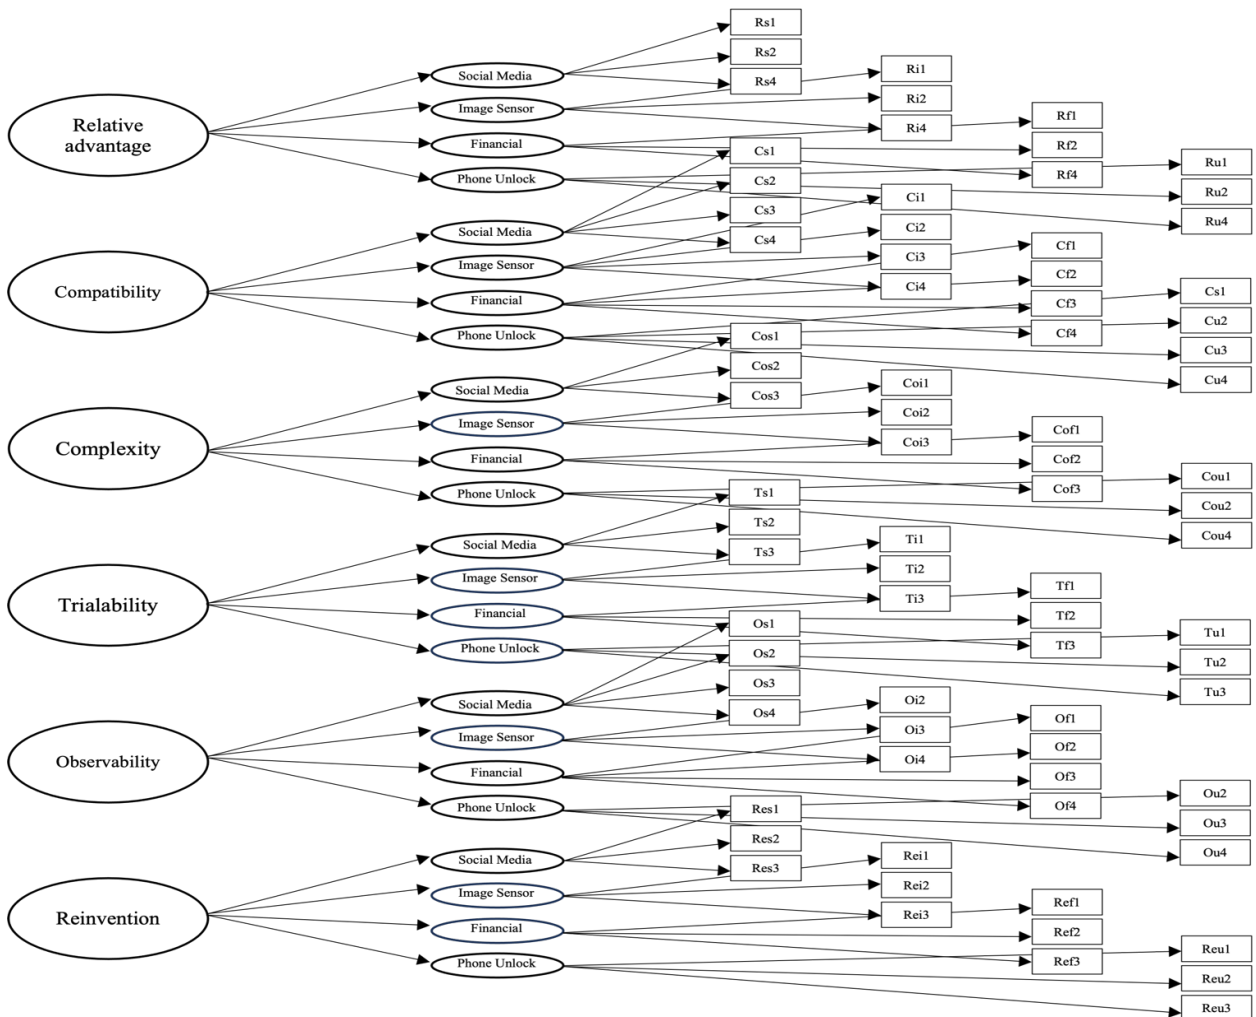 Relative
advantage
Social Media
Image Sensor
Financial
Phone Unlock
Rs1
Rs2
Rs4
Ri1
Ri2
Ri4
Rf1
Rf2
Rf4
Ru1
Ru2
Ru4
Compatibility
Social Media
Image Sensor
Financial
Phone Unlock
Cs1
Cs2
Cs3
Cs4
Ci1
Ci2
Ci3
Ci4
Cf1
Cf2
Cf3
Cf4
Cs1
Cu2
Cu3
Cu4
Complexity
Social Media
Image Sensor
Financial
Phone Unlock
Cos1
Cos2
Cos3
Coi1
Coi2
Coi3
Cof1
Cof2
Cof3
Cou1
Cou2
Cou4
Trialability
Social Media
Image Sensor
Financial
Phone Unlock
Ts1
Ts2
Ts3
Ti1
Ti2
Ti3
Tf1
Tf2
Tf3
Tu1
Tu2
Tu3
Observability
Social Media
Image Sensor
Financial
Phone Unlock
Os1
Os2
Os3
Os4
Oi2
Oi3
Oi4
Of1
Of2
Of3
Of4
Ou2
Ou3
Ou4
Reinvention
Social Media
Image Sensor
Financial
Phone Unlock
Res1
Res2
Res3
Rei1
Rei2
Rei3
Ref1
Ref2
Ref3
Reu1
Reu2
Reu3